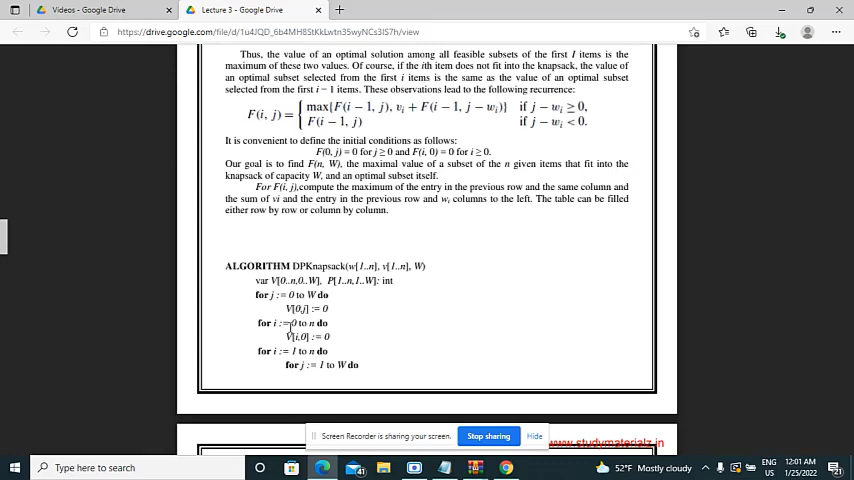 Videos - Google Drive
Lecture 3 - Google Drive
https://drive.google.com/file/d/1u4JQD_6b4MH8StKkLwtn35wyNCs3IS7h/view
Thus, the value of an optimal solution among all feasible subsets of the first I items is the
maximum of these two values. Of course, if the ith item does not fit into the knapsack, the value of
an optimal subset selected from the first i items is the same as the value of an optimal subset
selected from the first i − 1 items. These observations lead to the following recurrence:
F(i, j) = { max{F(i − 1, j), vᵢ + F(i − 1, j − wᵢ)} if j − wᵢ ≥ 0,
F(i − 1, j) if j − wᵢ < 0.
It is convenient to define the initial conditions as follows:
F(0, j) = 0 for j ≥ 0 and F(i, 0) = 0 for i ≥ 0.
Our goal is to find F(n, W), the maximal value of a subset of the n given items that fit into the
knapsack of capacity W, and an optimal subset itself.
For F(i, j),compute the maximum of the entry in the previous row and the same column and
the sum of vi and the entry in the previous row and wᵢ columns to the left. The table can be filled
either row by row or column by column.
ALGORITHM DPKnapsack(w[1..n], v[1..n], W)
var V[0..n,0..W], P[1..n,1..W]: int
for j := 0 to W do
V[0,j] := 0
for i := 0 to n do
V[i,0] := 0
for i := 1 to n do
for j := 1 to W do
Screen Recorder is sharing your screen.
Stop sharing
Hide
www.studymaterialz.in
Type here to search
41
52°F Mostly cloudy
ENG
US
12:01 AM
1/25/2022
21